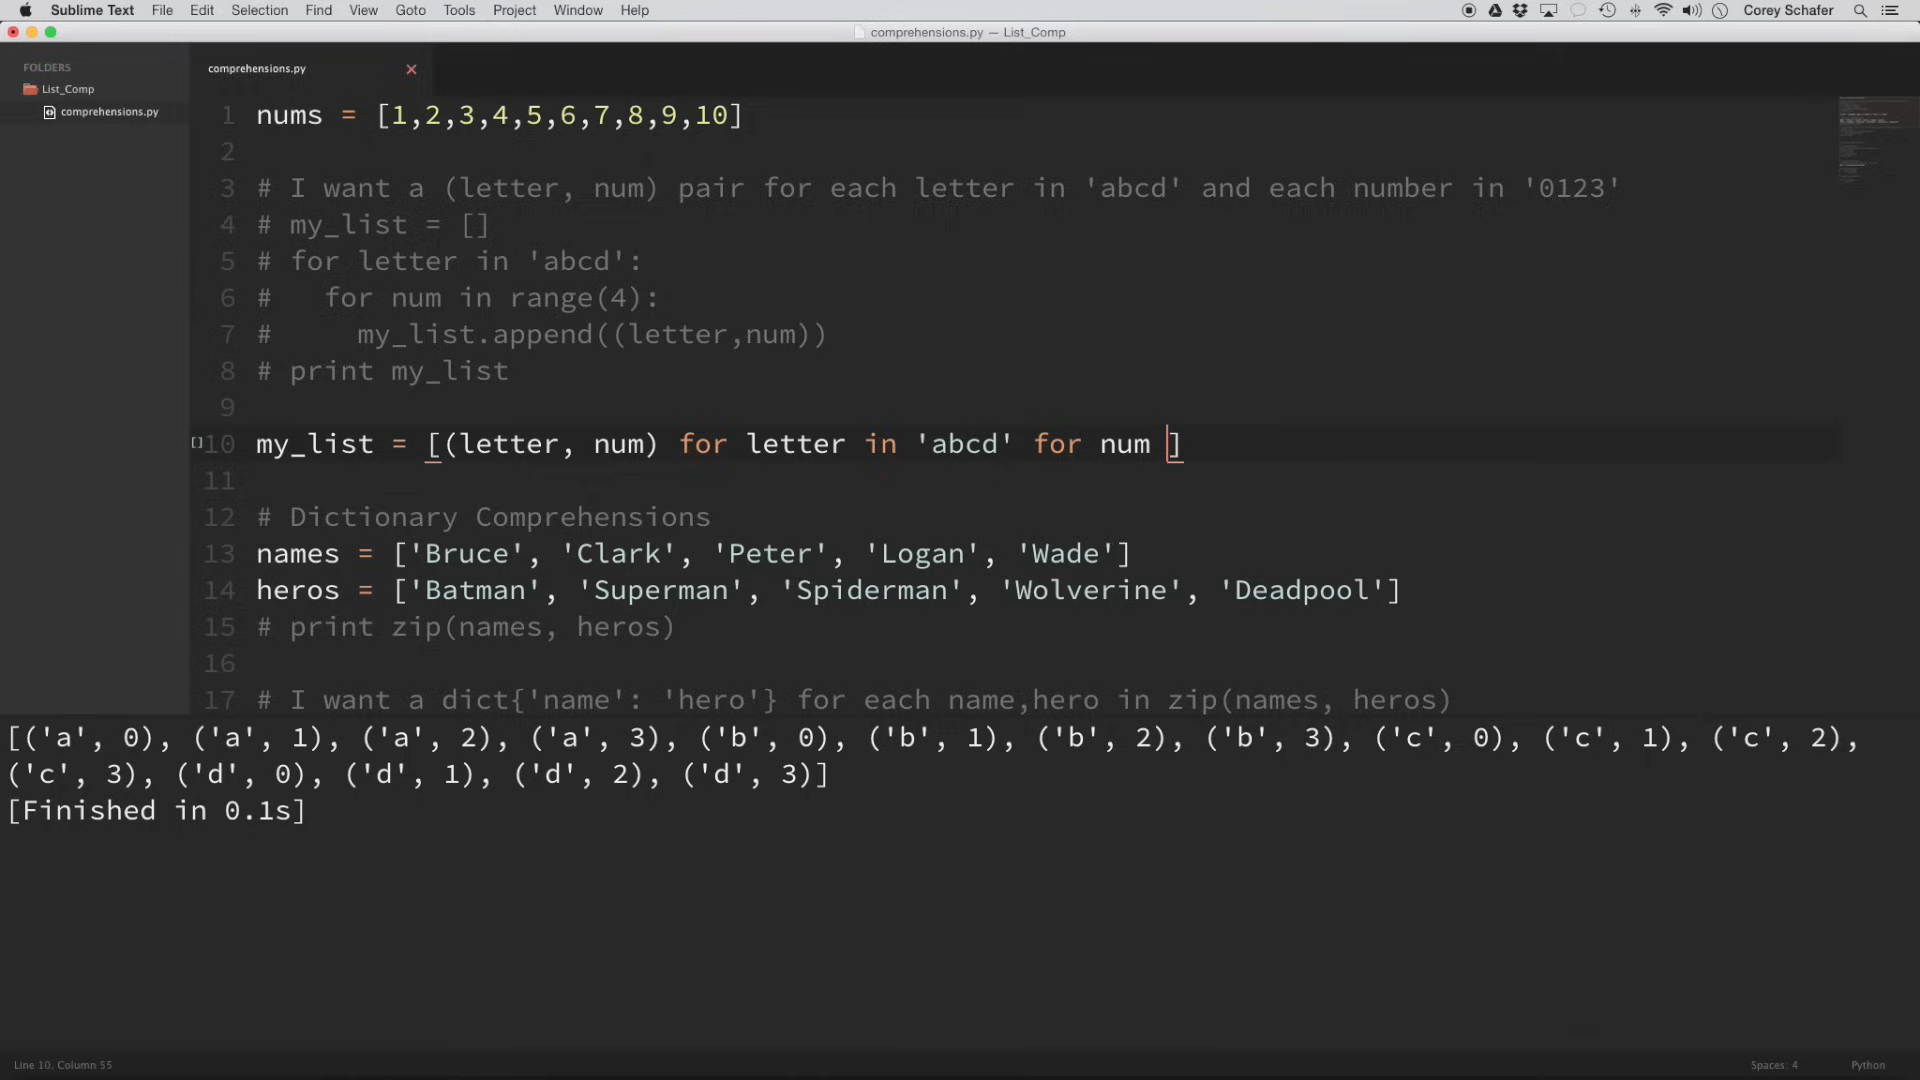 Sublime Text File Edit Selection Find View Goto Tools Project Window Help Corey Schafer
comprehensions.py — List_Comp
FOLDERS
List_Comp
comprehensions.py
comprehensions.py
1 nums = [1,2,3,4,5,6,7,8,9,10]
2
3 # I want a (letter, num) pair for each letter in 'abcd' and each number in '0123'
4 # my_list = []
5 # for letter in 'abcd':
6 #   for num in range(4):
7 #     my_list.append((letter,num))
8 # print my_list
9
10 my_list = [(letter, num) for letter in 'abcd' for num ]
11
12 # Dictionary Comprehensions
13 names = ['Bruce', 'Clark', 'Peter', 'Logan', 'Wade']
14 heros = ['Batman', 'Superman', 'Spiderman', 'Wolverine', 'Deadpool']
15 # print zip(names, heros)
16
17 # I want a dict{'name': 'hero'} for each name,hero in zip(names, heros)
[('a', 0), ('a', 1), ('a', 2), ('a', 3), ('b', 0), ('b', 1), ('b', 2), ('b', 3), ('c', 0), ('c', 1), ('c', 2),
('c', 3), ('d', 0), ('d', 1), ('d', 2), ('d', 3)]
[Finished in 0.1s]
Line 10, Column 55 Spaces: 4 Python